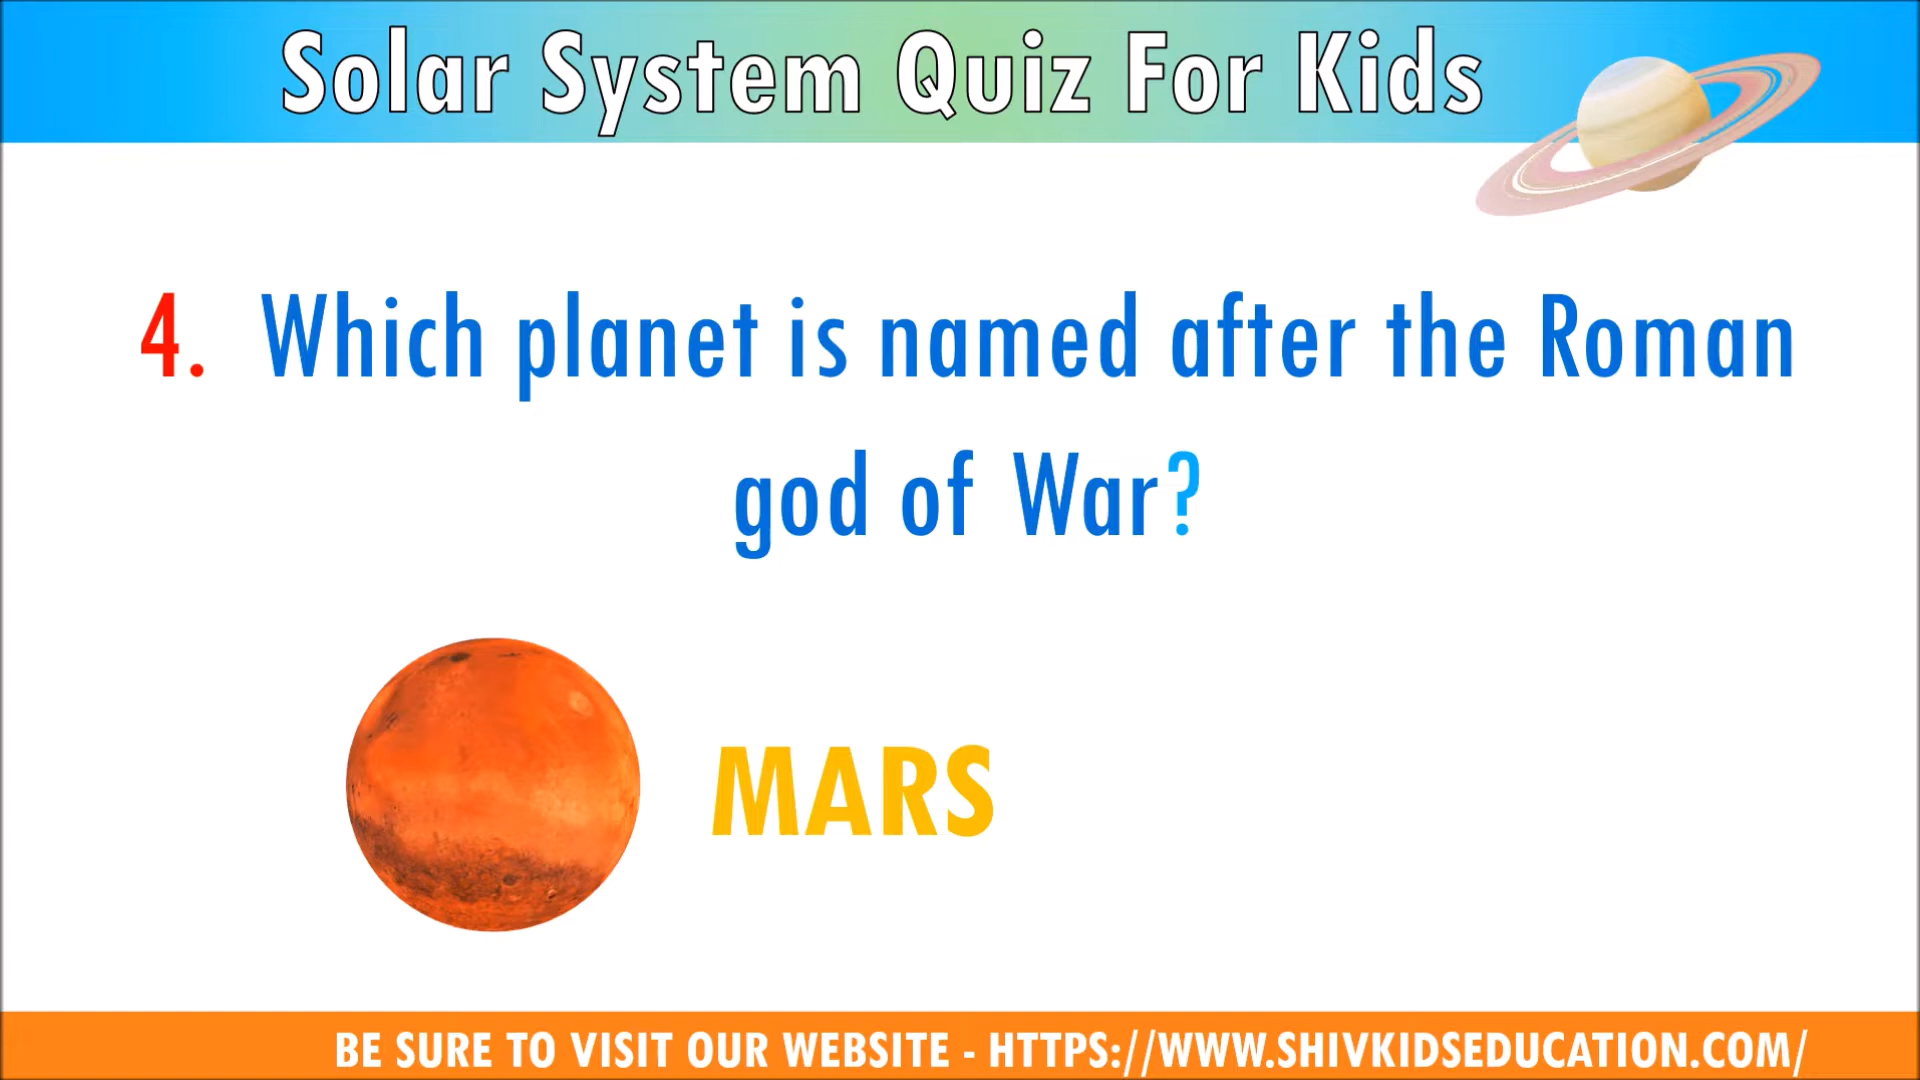 Solar System Quiz For Kids
4. Which planet is named after the Roman
god of War?
MARS
BE SURE TO VISIT OUR WEBSITE - HTTPS://WWW.SHIVKIDSEDUCATION.COM/